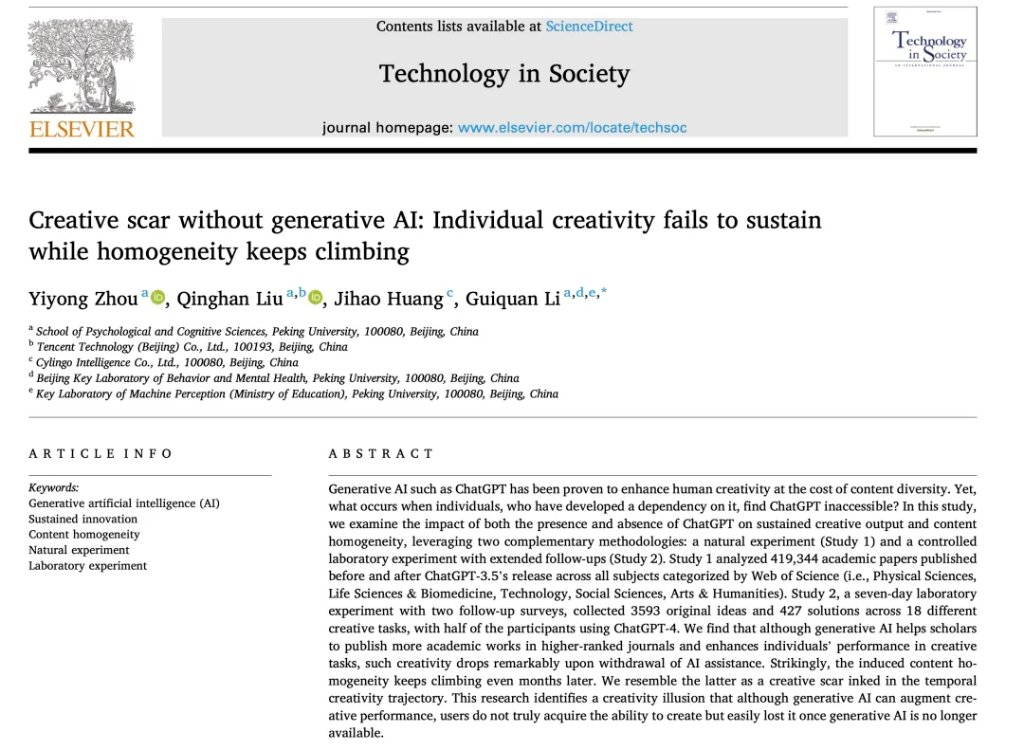 Contents lists available at ScienceDirect
Technology in Society
journal homepage: www.elsevier.com/locate/techsoc
ELSEVIER
Technology
in Society
Creative scar without generative AI: Individual creativity fails to sustain
while homogeneity keeps climbing
Yiyong Zhou a, Qinghan Liu a,b, Jihao Huang c, Guiquan Li a,d,e,*
a School of Psychological and Cognitive Sciences, Peking University, 100080, Beijing, China
b Tencent Technology (Beijing) Co., Ltd., 100193, Beijing, China
c Cylingo Intelligence Co., Ltd., 100080, Beijing, China
d Beijing Key Laboratory of Behavior and Mental Health, Peking University, 100080, Beijing, China
e Key Laboratory of Machine Perception (Ministry of Education), Peking University, 100080, Beijing, China
ARTICLE INFO
Keywords:
Generative artificial intelligence (AI)
Sustained innovation
Content homogeneity
Natural experiment
Laboratory experiment
ABSTRACT
Generative AI such as ChatGPT has been proven to enhance human creativity at the cost of content diversity. Yet,
what occurs when individuals, who have developed a dependency on it, find ChatGPT inaccessible? In this study,
we examine the impact of both the presence and absence of ChatGPT on sustained creative output and content
homogeneity, leveraging two complementary methodologies: a natural experiment (Study 1) and a controlled
laboratory experiment with extended follow-ups (Study 2). Study 1 analyzed 419,344 academic papers published
before and after ChatGPT-3.5's release across all subjects categorized by Web of Science (i.e., Physical Sciences,
Life Sciences & Biomedicine, Technology, Social Sciences, Arts & Humanities). Study 2, a seven-day laboratory
experiment with two follow-up surveys, collected 3593 original ideas and 427 solutions across 18 different
creative tasks, with half of the participants using ChatGPT-4. We find that although generative AI helps scholars
to publish more academic works in higher-ranked journals and enhances individuals' performance in creative
tasks, such creativity drops remarkably upon withdrawal of AI assistance. Strikingly, the induced content ho-
mogeneity keeps climbing even months later. We resemble the latter as a creative scar inked in the temporal
creativity trajectory. This research identifies a creativity illusion that although generative AI can augment cre-
ative performance, users do not truly acquire the ability to create but easily lost it once generative AI is no longer
available.